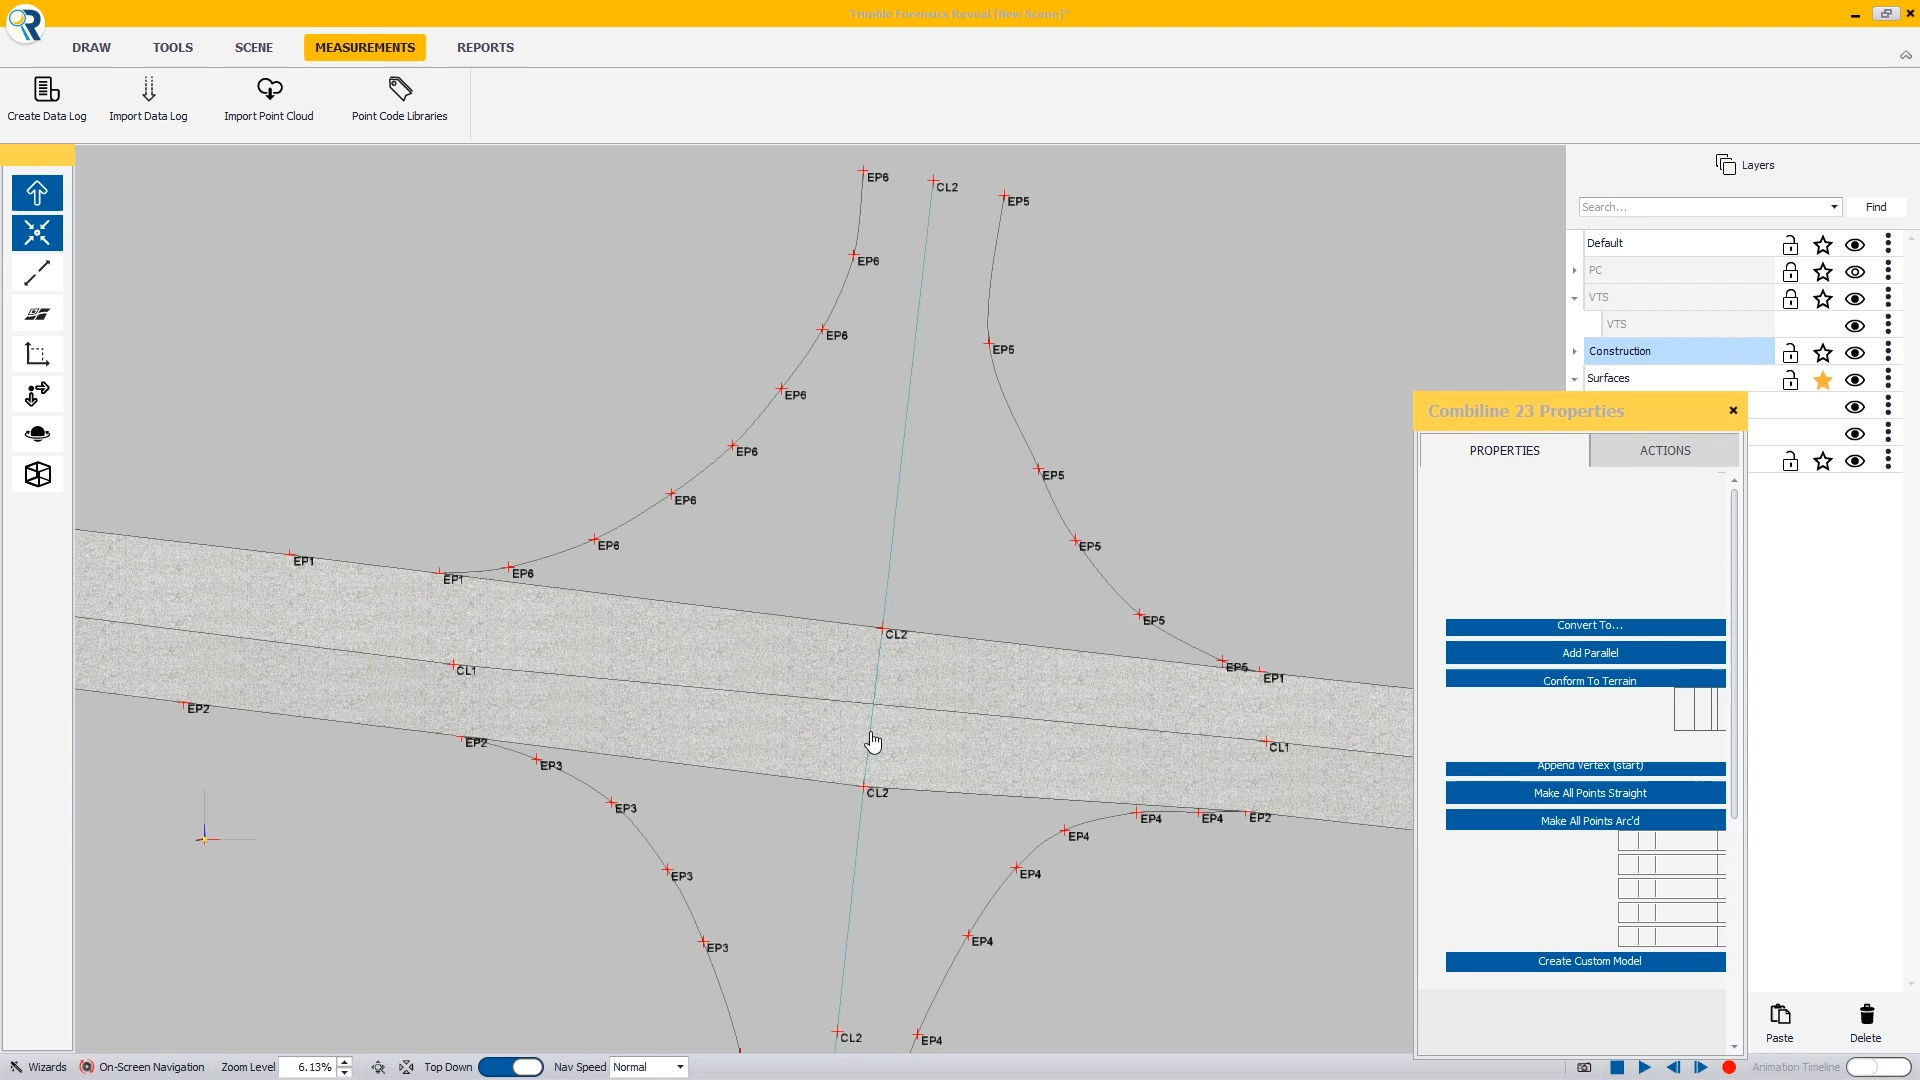 Trimble Forensics Reveal [New Scene]*
DRAW
TOOLS
SCENE
MEASUREMENTS
REPORTS
Create Data Log
Import Data Log
Import Point Cloud
Point Code Libraries
Layers
Search...
Find
Default
PC
VTS
VTS
Construction
Surfaces
EP6
CL2
EP5
EP6
EP6
EP5
EP6
EP6
EP5
EP6
EP6
EP5
EP1
EP6
EP1
EP5
CL2
EP5
EP1
CL1
EP2
EP2
CL1
EP3
CL2
EP3
EP4
EP4
EP2
EP4
EP3
EP4
EP3
EP4
CL2
EP4
Combiline 23 Properties
PROPERTIES
ACTIONS
Convert To...
Add Parallel
Conform To Terrain
Append Vertex (start)
Make All Points Straight
Make All Points Arc'd
Create Custom Model
Paste
Delete
Wizards
On-Screen Navigation
Zoom Level
6.13%
Top Down
Nav Speed
Normal
Animation Timeline